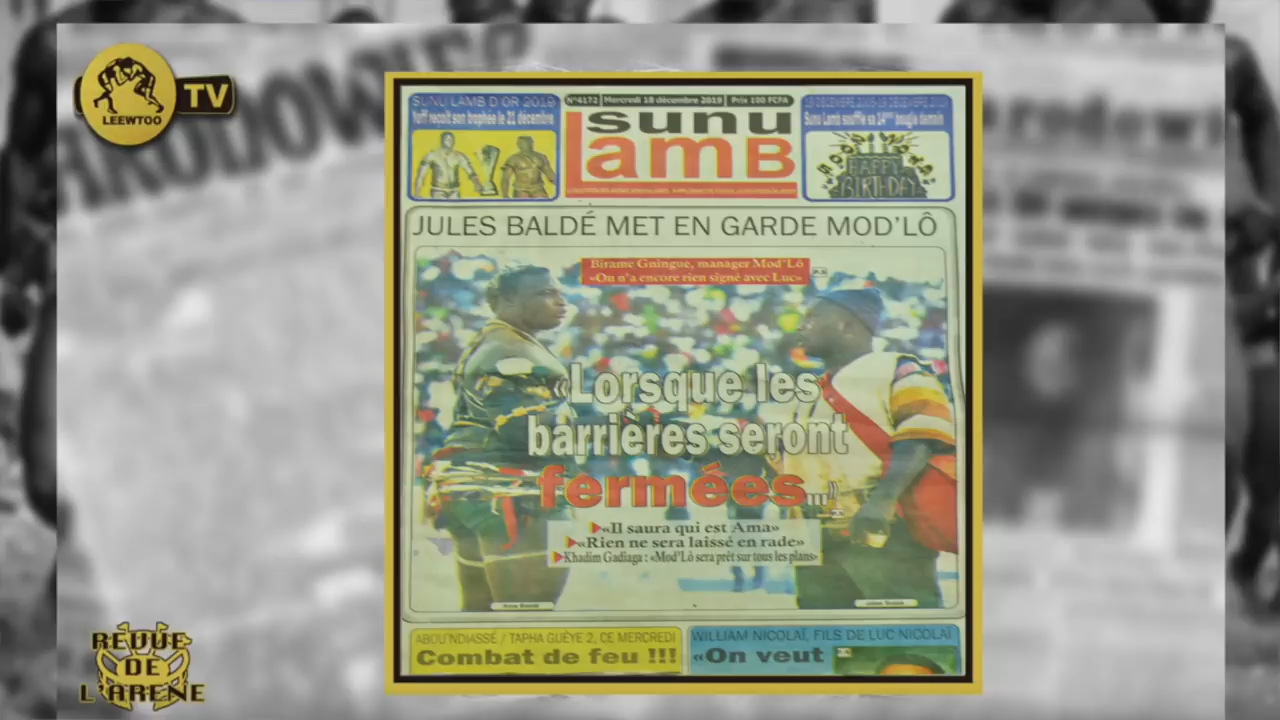 LEEWTOO
TV
SUNU LAMB D'OR 2019
Yoff reçoit son trophée le 21 décembre
N°4172 Mercredi 18 décembre 2019 Prix 100 FCFA
sunu
Lamb
Sunu Lamb souffle sa 14ème bougie demain
HAPPY
BIRTHDAY
JULES BALDÉ MET EN GARDE MOD'LÔ
Birame Gningue, manager Mod'Lô
«On n'a encore rien signé avec Luc»
«Lorsque les
barrières seront
fermées...»
«Il saura qui est Ama»
«Rien ne sera laissé en rade»
Khadim Gadiaga : «Mod'Lô sera prêt sur tous les plans»
ABOU'NDIASSÉ / TAPHA GUÈYE 2, CE MERCREDI
Combat de feu !!!
WILLIAM NICOLAÏ, FILS DE LUC NICOLAÏ
«On veut
REVUE
DE
L'ARENE